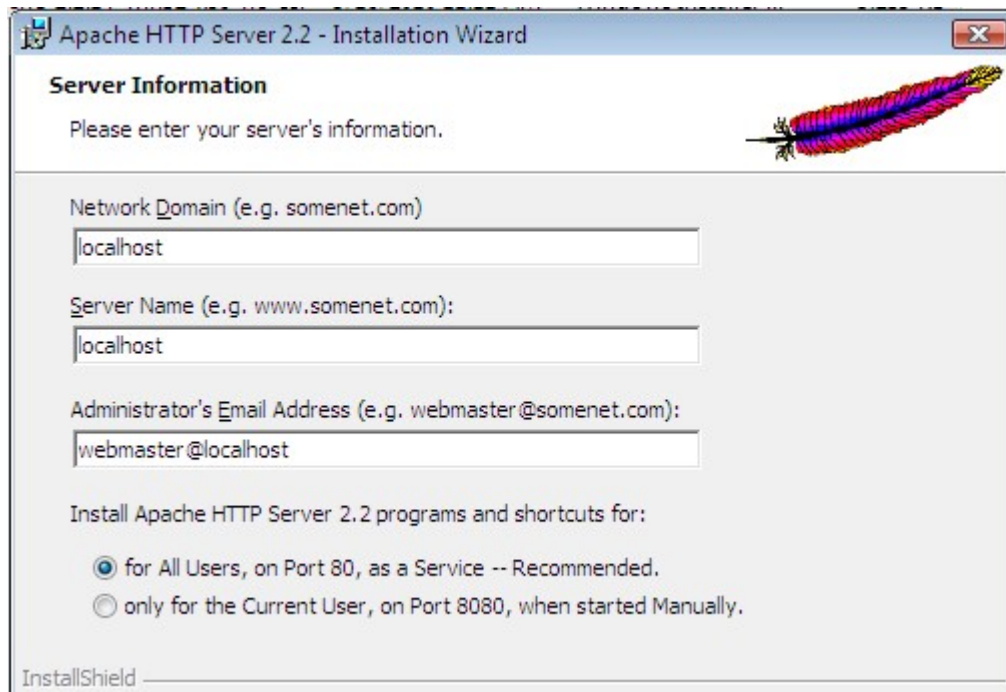 Apache HTTP Server 2.2 - Installation Wizard
Server Information
Please enter your server's information.
Network Domain (e.g. somenet.com)
localhost
Server Name (e.g. www.somenet.com):
localhost
Administrator's Email Address (e.g. webmaster@somenet.com):
webmaster@localhost
Install Apache HTTP Server 2.2 programs and shortcuts for:
for All Users, on Port 80, as a Service -- Recommended.
only for the Current User, on Port 8080, when started Manually.
InstallShield